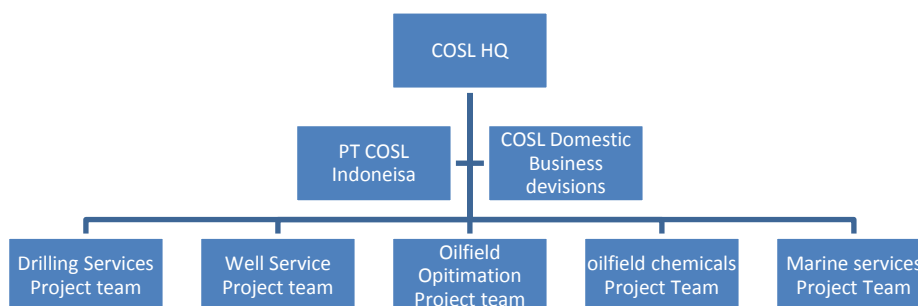 COSL HQ
PT COSL
Indoneisa
COSL Domestic
Business
devisions
Drilling Services
Project team
Well Service
Project team
Oilfield
Opitimation
Project team
oilfield chemicals
Project Team
Marine services
Project Team